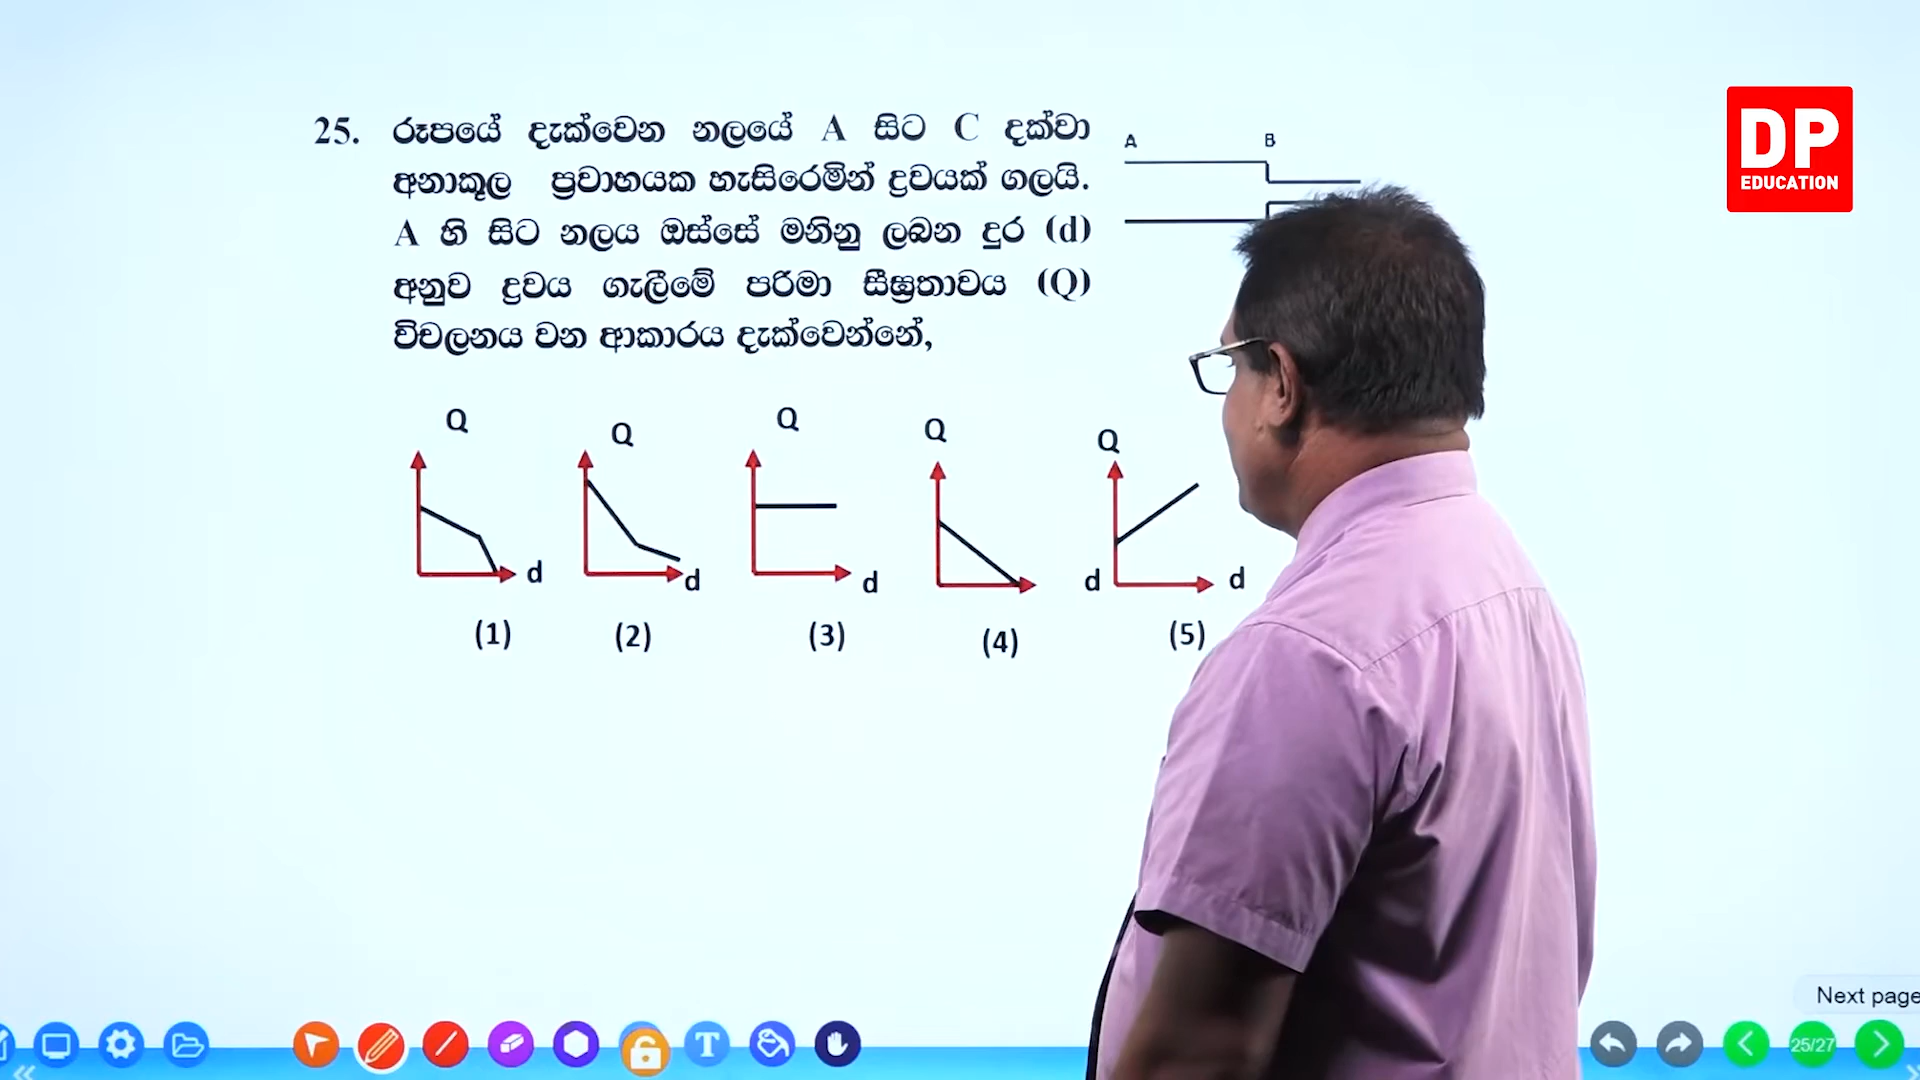 DP
EDUCATION
25. රූපයේ දැක්වෙන නලයේ A සිට C දක්වා
අනාකූල ප්‍රවාහයක හැසිරෙමින් ද්‍රවයක් ගලයි.
A හි සිට නලය ඔස්සේ මනිනු ලබන දුර (d)
අනුව ද්‍රවය ගැලීමේ පරිමා සීඝ්‍රතාවය (Q)
විචලනය වන ආකාරය දැක්වෙන්නේ,
A B
Q Q Q Q Q
d d d d d
(1) (2) (3) (4) (5)
Next page
T
25/27